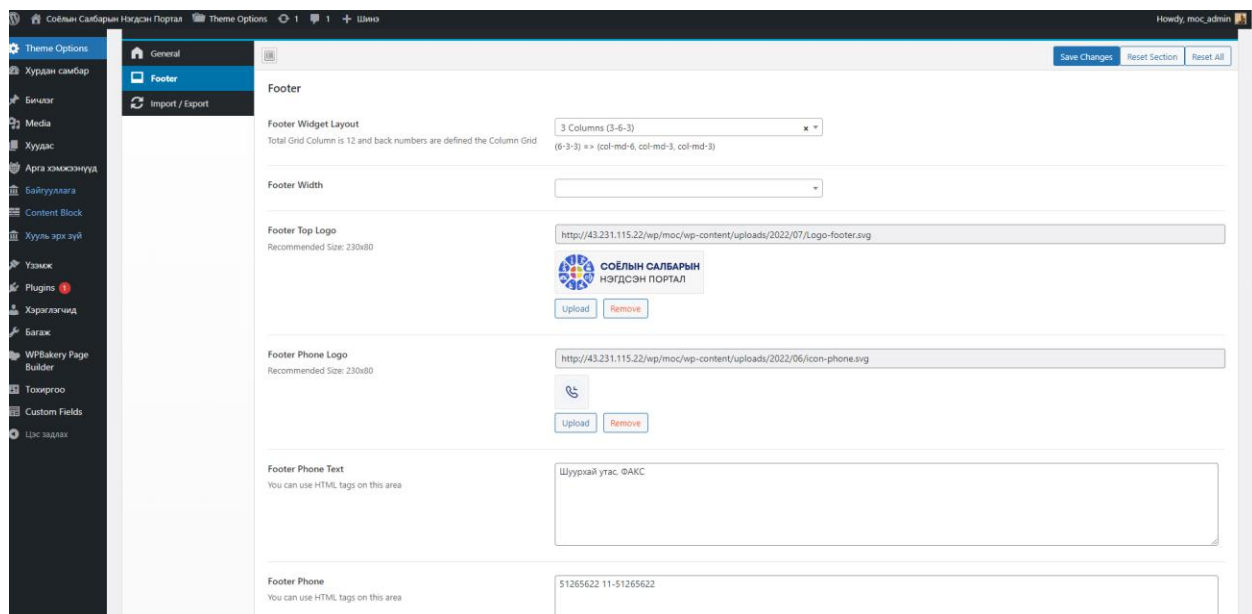 Соёлын Салбарын Нэгдсэн Портал Theme Options 1 1 Шинэ Howdy, moc_admin
Theme Options
Хурдан самбар
Бичлэг
Media
Хуудас
Арга хэмжээнүүд
Байгууллага
Content Block
Хууль эрх зүй
Үзэмж
Plugins 1
Хэрэглэгчид
Багаж
WPBakery Page
Builder
Тохиргоо
Custom Fields
Цэс задлах
General
Footer
Import / Export
Save Changes Reset Section Reset All
Footer
Footer Widget Layout
Total Grid Column is 12 and back numbers are defined the Column Grid
3 Columns (3-6-3) x
(6-3-3) => (col-md-6, col-md-3, col-md-3)
Footer Width
Footer Top Logo
Recommended Size: 230x80
http://43.231.115.22/wp/moc/wp-content/uploads/2022/07/Logo-footer.svg
СОЁЛЫН САЛБАРЫН
НЭГДСЭН ПОРТАЛ
Upload Remove
Footer Phone Logo
Recommended Size: 230x80
http://43.231.115.22/wp/moc/wp-content/uploads/2022/06/icon-phone.svg
Upload Remove
Footer Phone Text
You can use HTML tags on this area
Шуурхай утас, ФАКС
Footer Phone
You can use HTML tags on this area
51265622 11-51265622